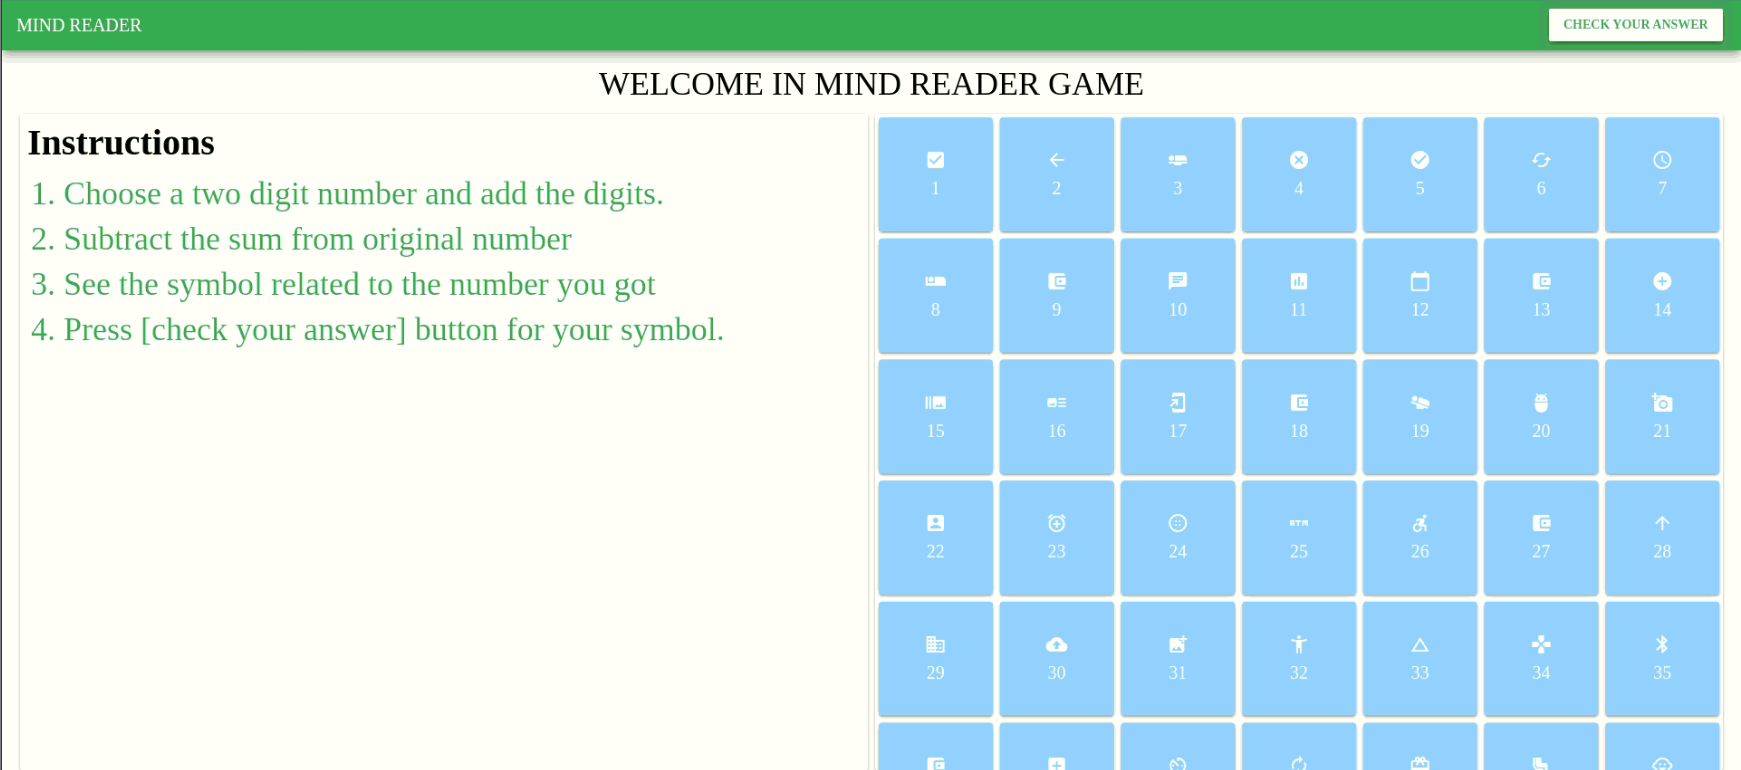 MIND READER
CHECK YOUR ANSWER
WELCOME IN MIND READER GAME
Instructions
1. Choose a two digit number and add the digits.
2. Subtract the sum from original number
3. See the symbol related to the number you got
4. Press [check your answer] button for your symbol.
1 2 3 4 5 6 7
8 9 10 11 12 13 14
15 16 17 18 19 20 21
22 23 24 25 26 27 28
29 30 31 32 33 34 35